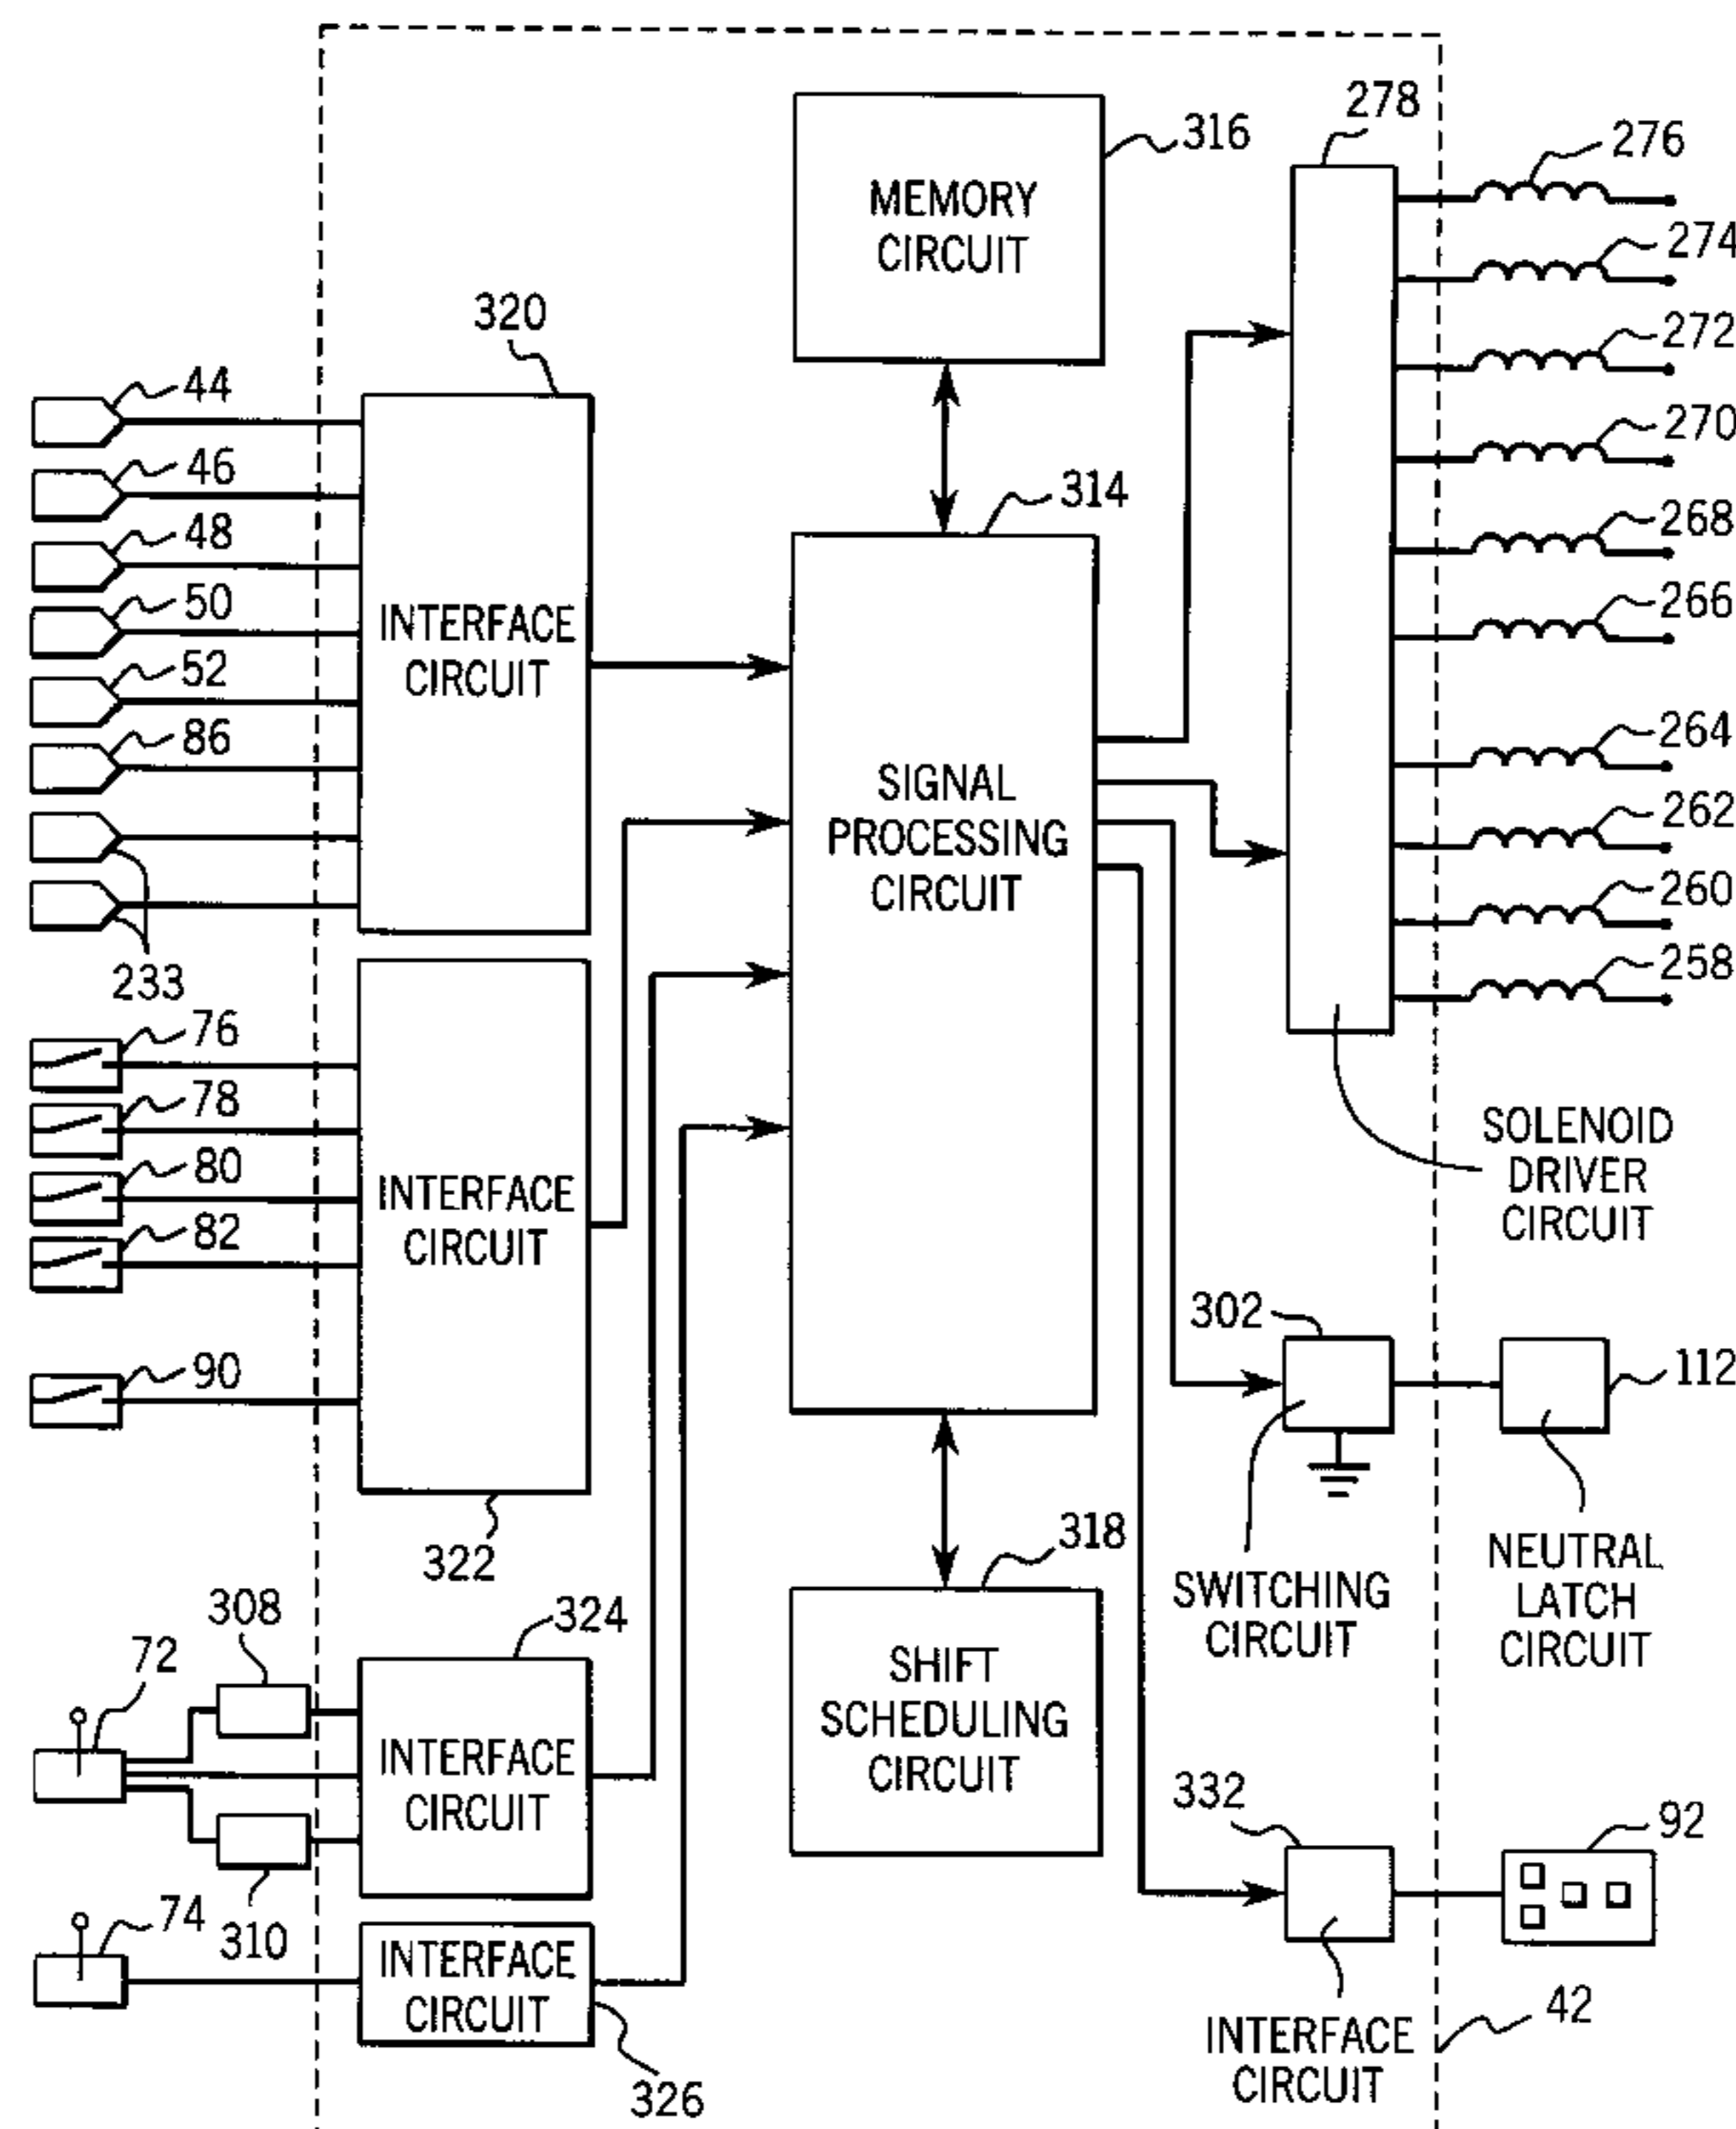 278
276
316
MEMORY
CIRCUIT
274
320
272
44
270
46
314
268
48
50
INTERFACE
CIRCUIT
266
52
86
264
SIGNAL
PROCESSING
CIRCUIT
262
260
233
258
76
78
SOLENOID
DRIVER
CIRCUIT
80
INTERFACE
CIRCUIT
82
302
90
112
322
318
NEUTRAL
LATCH
CIRCUIT
SWITCHING
CIRCUIT
308
324
72
SHIFT
SCHEDULING
CIRCUIT
INTERFACE
CIRCUIT
332
92
74
310
INTERFACE
CIRCUIT
42
INTERFACE
CIRCUIT
326